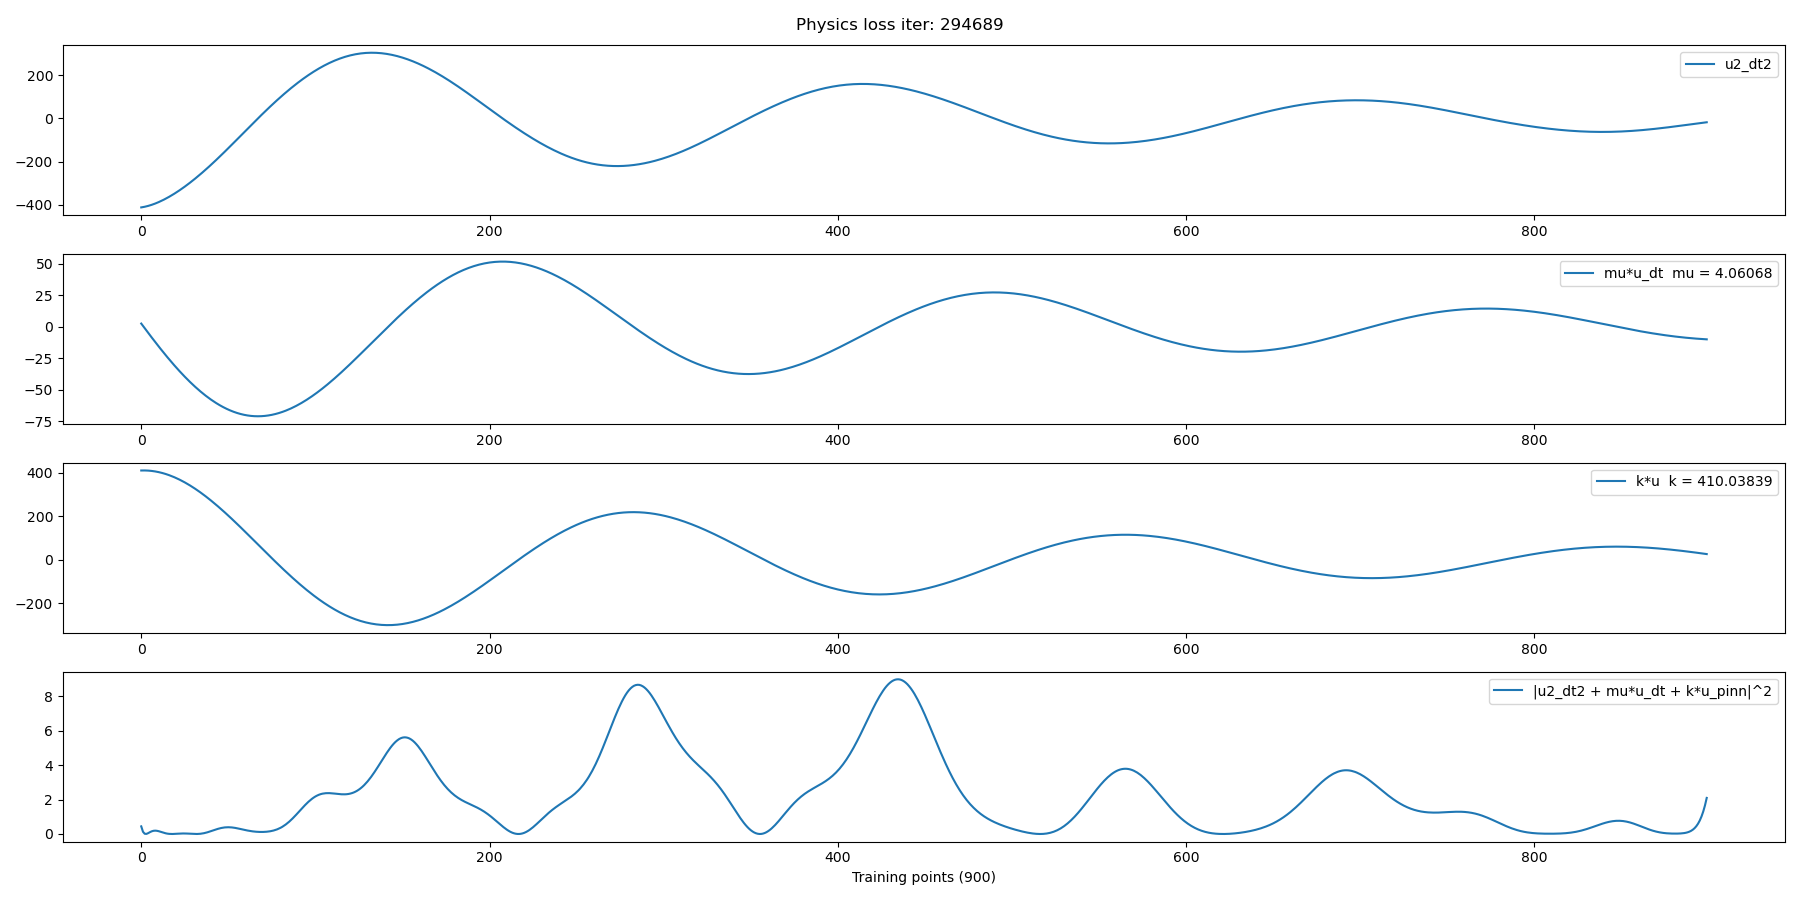 Physics loss iter: 294689
u2_dt2
200
0
−200
−400
0 200 400 600 800
mu*u_dt mu = 4.06068
50
25
0
−25
−50
−75
0 200 400 600 800
k*u k = 410.03839
400
200
0
−200
0 200 400 600 800
|u2_dt2 + mu*u_dt + k*u_pinn|^2
8
6
4
2
0
0 200 400 600 800
Training points (900)